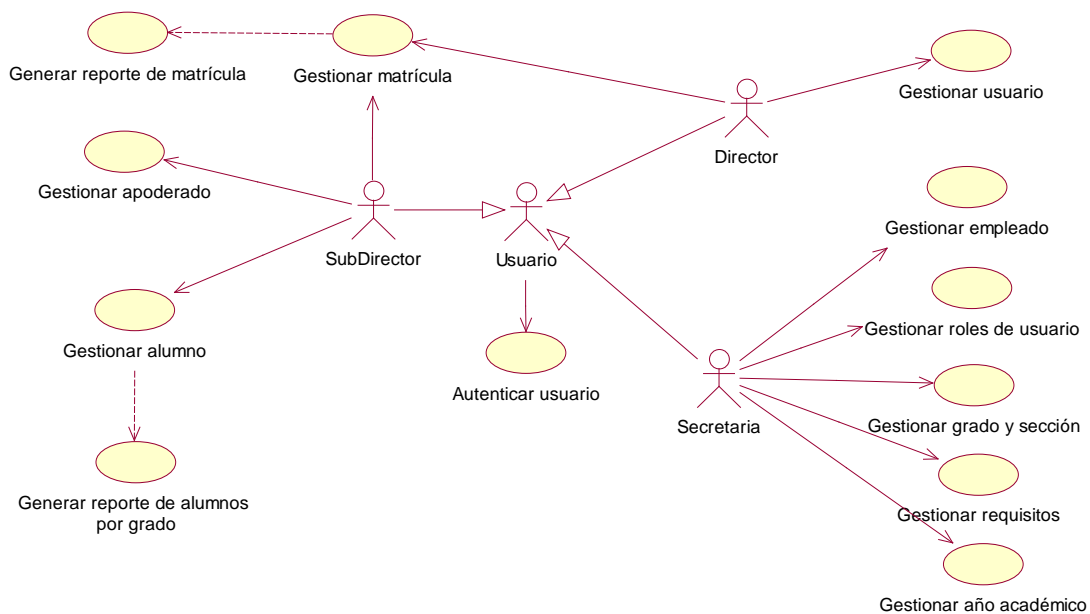 Generar reporte de matrícula
Gestionar matrícula
Gestionar usuario
Director
Gestionar apoderado
Gestionar empleado
SubDirector
Usuario
Gestionar roles de usuario
Gestionar alumno
Autenticar usuario
Secretaria
Gestionar grado y sección
Generar reporte de alumnos
por grado
Gestionar requisitos
Gestionar año académico